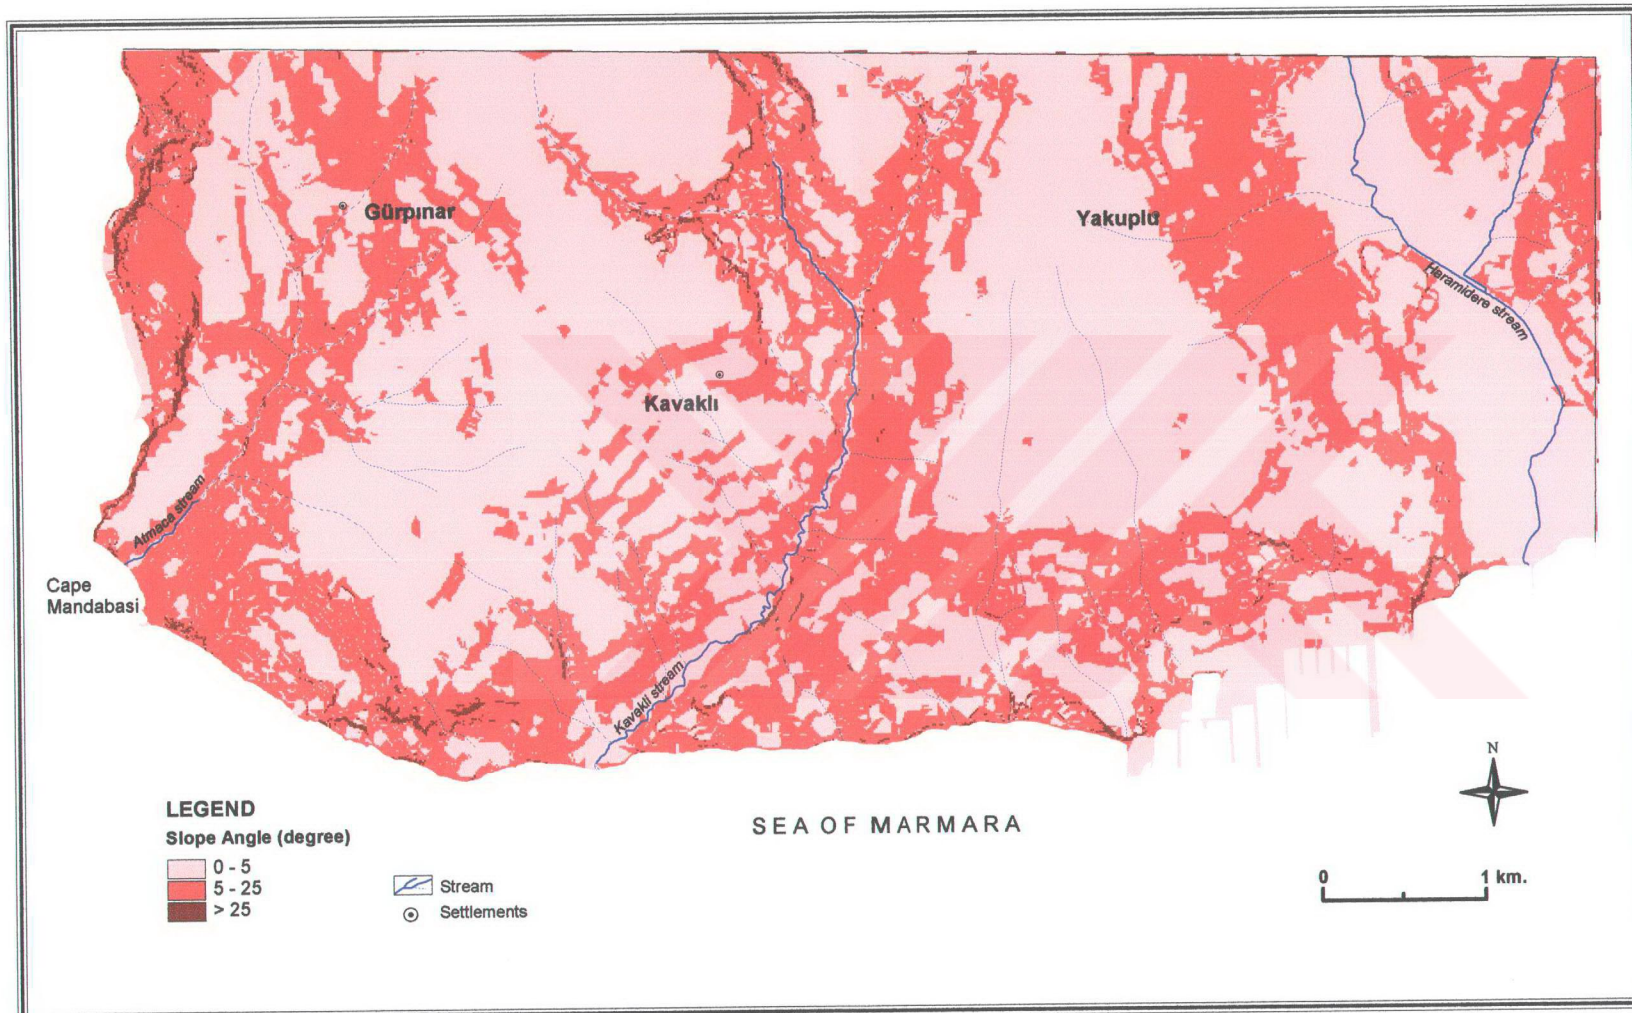 Gürpınar
Yakuplu
Haramidere stream
Kavaklı
Atmaca stream
Cape
Mandabasi
Kavakli stream
SEA OF MARMARA
N
LEGEND
Slope Angle (degree)
0 - 5
5 - 25
> 25
Stream
Settlements
0 1 km.